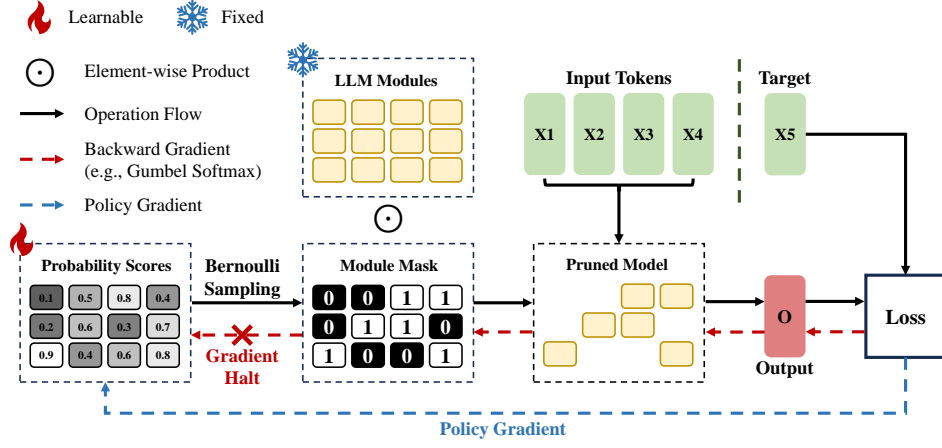 Learnable
Fixed
Element-wise Product
Operation Flow
Backward Gradient
(e.g., Gumbel Softmax)
Policy Gradient
LLM Modules
Input Tokens
Target
X1 X2 X3 X4
X5
Probability Scores
0.1 0.5 0.8 0.4
0.2 0.6 0.3 0.7
0.9 0.4 0.6 0.8
Bernoulli
Sampling
Gradient
Halt
Module Mask
0 0 1 1
0 1 1 0
1 0 0 1
Pruned Model
O
Output
Loss
Policy Gradient